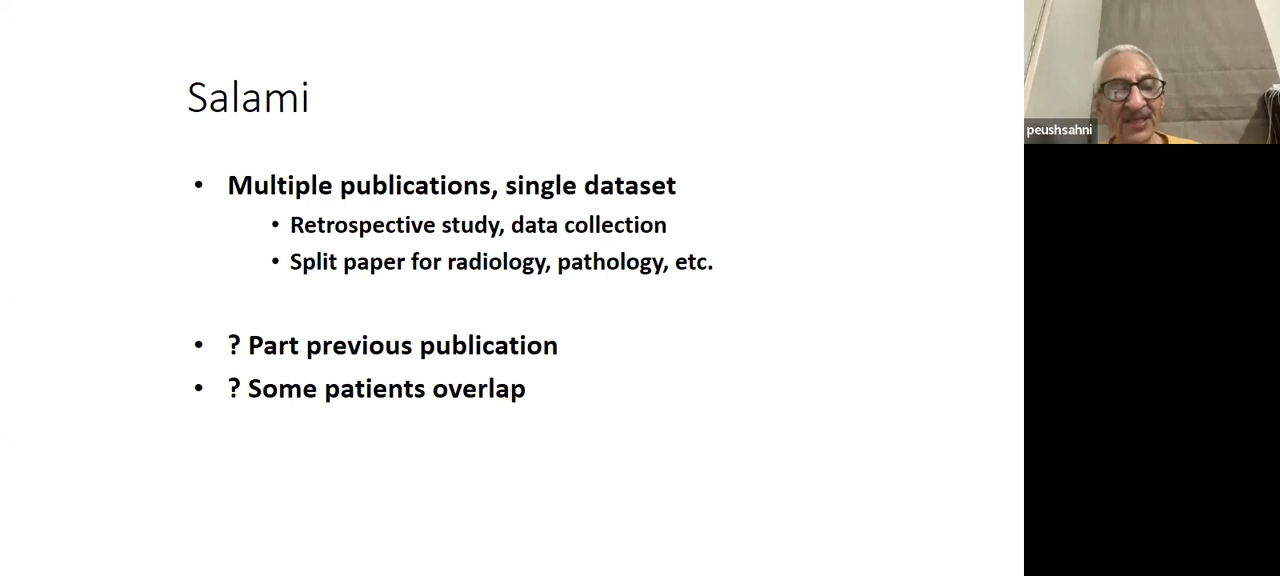 Salami
• Multiple publications, single dataset
• Retrospective study, data collection
• Split paper for radiology, pathology, etc.
• ? Part previous publication
• ? Some patients overlap
peushsahni